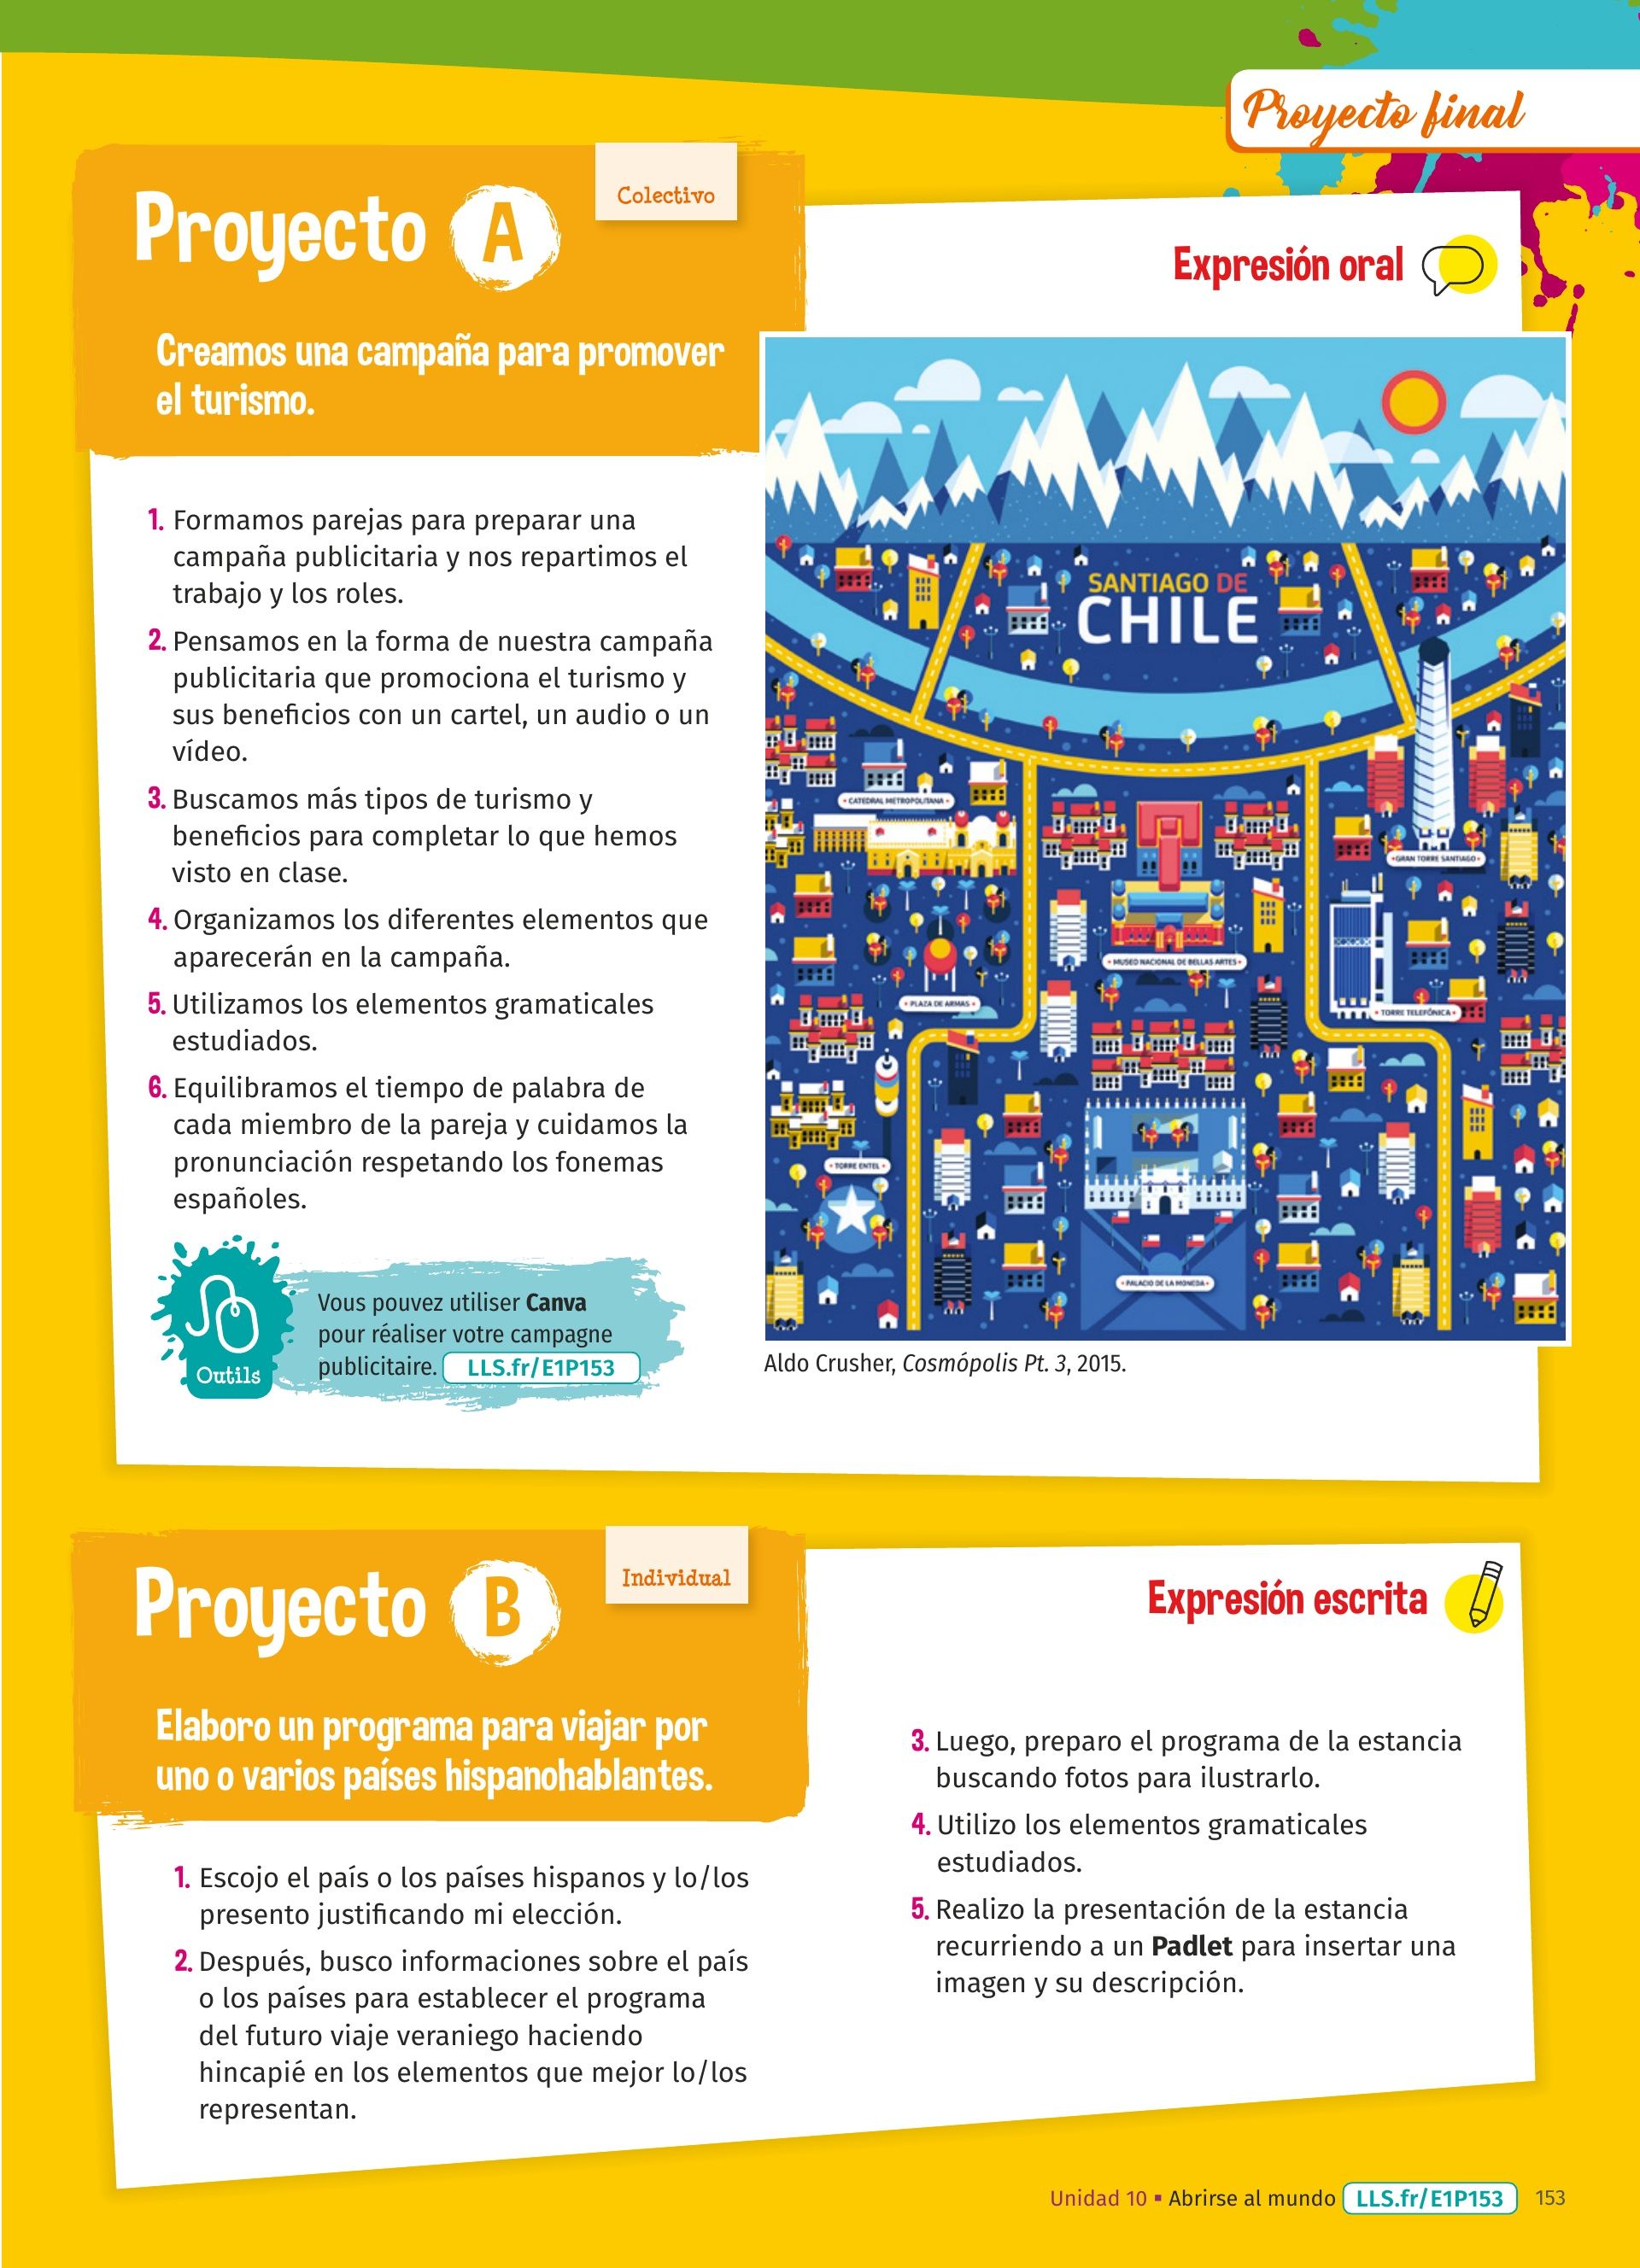 Proyecto final
Proyecto A
Colectivo
Expresión oral
Creamos una campaña para promover
el turismo.
1. Formamos parejas para preparar una
campaña publicitaria y nos repartimos el
trabajo y los roles.
2. Pensamos en la forma de nuestra campaña
publicitaria que promociona el turismo y
sus beneficios con un cartel, un audio o un
vídeo.
3. Buscamos más tipos de turismo y
beneficios para completar lo que hemos
visto en clase.
4. Organizamos los diferentes elementos que
aparecerán en la campaña.
5. Utilizamos los elementos gramaticales
estudiados.
6. Equilibramos el tiempo de palabra de
cada miembro de la pareja y cuidamos la
pronunciación respetando los fonemas
españoles.
Outils
Vous pouvez utiliser Canva
pour réaliser votre campagne
publicitaire. LLS.fr/E1P153
SANTIAGO DE
CHILE
• CATEDRAL METROPOLITANA •
• GRAN TORRE SANTIAGO •
• MUSEO NACIONAL DE BELLAS ARTES •
• PLAZA DE ARMAS •
• TORRE TELEFÓNICA •
• TORRE ENTEL •
• PALACIO DE LA MONEDA •
Aldo Crusher, Cosmópolis Pt. 3, 2015.
Proyecto B
Individual
Expresión escrita
Elaboro un programa para viajar por
uno o varios países hispanohablantes.
1. Escojo el país o los países hispanos y lo/los
presento justificando mi elección.
2. Después, busco informaciones sobre el país
o los países para establecer el programa
del futuro viaje veraniego haciendo
hincapié en los elementos que mejor lo/los
representan.
3. Luego, preparo el programa de la estancia
buscando fotos para ilustrarlo.
4. Utilizo los elementos gramaticales
estudiados.
5. Realizo la presentación de la estancia
recurriendo a un Padlet para insertar una
imagen y su descripción.
Unidad 10 ▪ Abrirse al mundo LLS.fr/E1P153 153